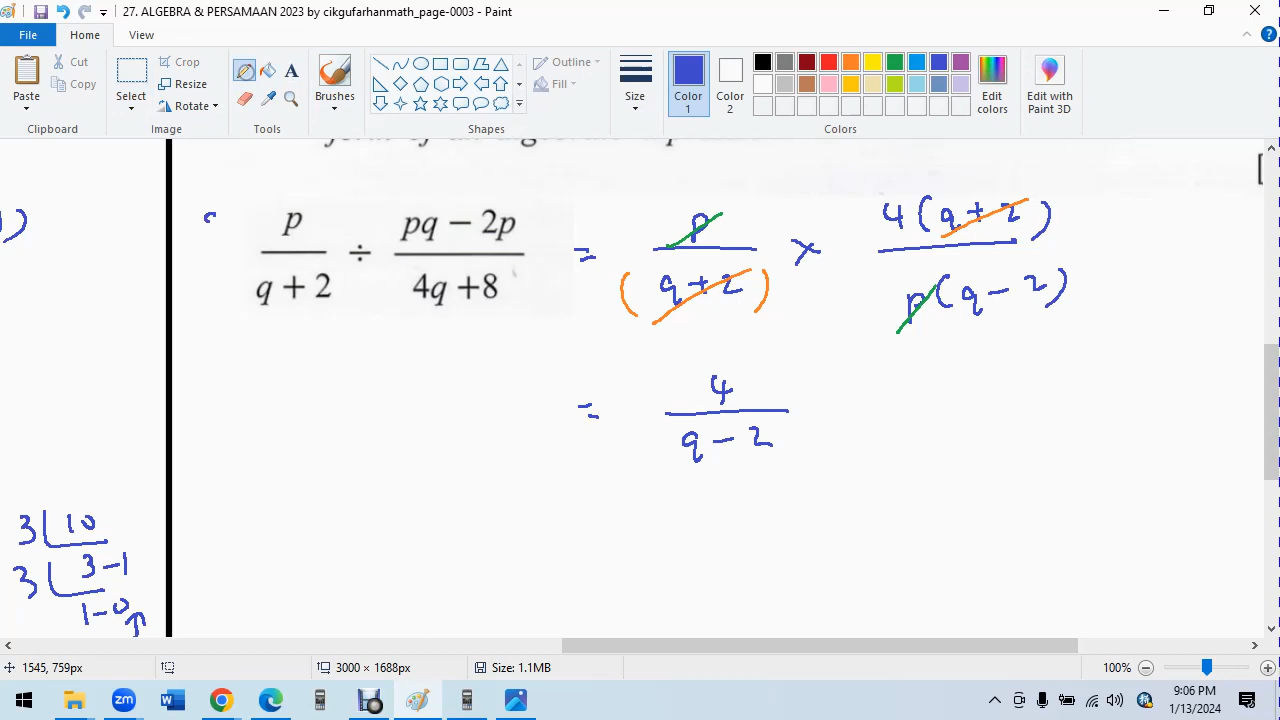 27. ALGEBRA & PERSAMAAN 2023 by cikgufarhanmath_page-0003 - Paint
File Home View
Paste Cut Copy
Clipboard
Select Crop Resize Rotate
Image
Tools
Brushes
Outline Fill
Shapes
Size
Color 1 Color 2 Edit colors
Colors
Edit with Paint 3D
p / q + 2 ÷ pq − 2p / 4q + 8 = p / (q + 2) × 4(q + 2) / p(q − 2)
= 4 / q − 2
3 10
3 3 - 1
1 - 0
1545, 759px 3000 × 1688px Size: 1.1MB 100%
9:06 PM
1/13/2024